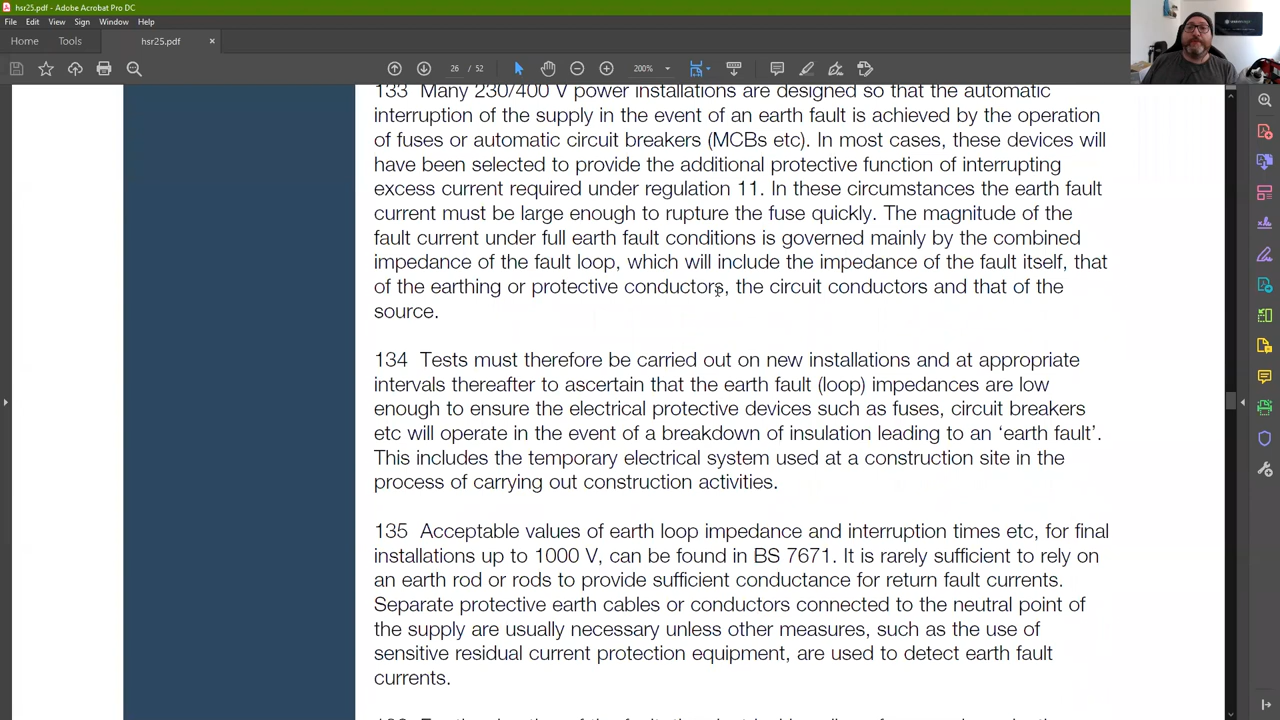 hsr25.pdf - Adobe Acrobat Pro DC
File Edit View Sign Window Help
Home Tools hsr25.pdf ×
26 / 52 200%
133 Many 230/400 V power installations are designed so that the automatic
interruption of the supply in the event of an earth fault is achieved by the operation
of fuses or automatic circuit breakers (MCBs etc). In most cases, these devices will
have been selected to provide the additional protective function of interrupting
excess current required under regulation 11. In these circumstances the earth fault
current must be large enough to rupture the fuse quickly. The magnitude of the
fault current under full earth fault conditions is governed mainly by the combined
impedance of the fault loop, which will include the impedance of the fault itself, that
of the earthing or protective conductors, the circuit conductors and that of the
source.
134 Tests must therefore be carried out on new installations and at appropriate
intervals thereafter to ascertain that the earth fault (loop) impedances are low
enough to ensure the electrical protective devices such as fuses, circuit breakers
etc will operate in the event of a breakdown of insulation leading to an ‘earth fault’.
This includes the temporary electrical system used at a construction site in the
process of carrying out construction activities.
135 Acceptable values of earth loop impedance and interruption times etc, for final
installations up to 1000 V, can be found in BS 7671. It is rarely sufficient to rely on
an earth rod or rods to provide sufficient conductance for return fault currents.
Separate protective earth cables or conductors connected to the neutral point of
the supply are usually necessary unless other measures, such as the use of
sensitive residual current protection equipment, are used to detect earth fault
currents.